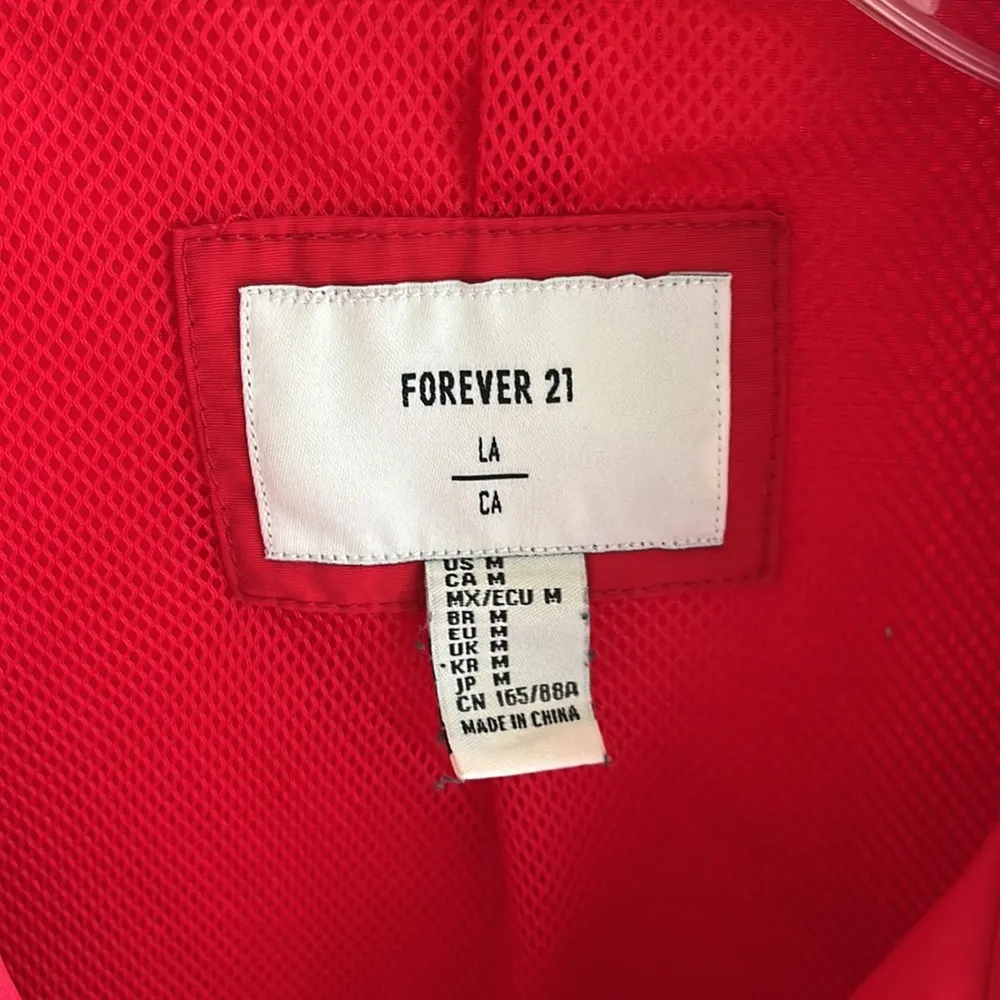 FOREVER 21
LA
CA
US M
CA M
MX/ECU M
BR M
EU M
UK M
KR M
JP M
CN 165/88A
MADE IN CHINA